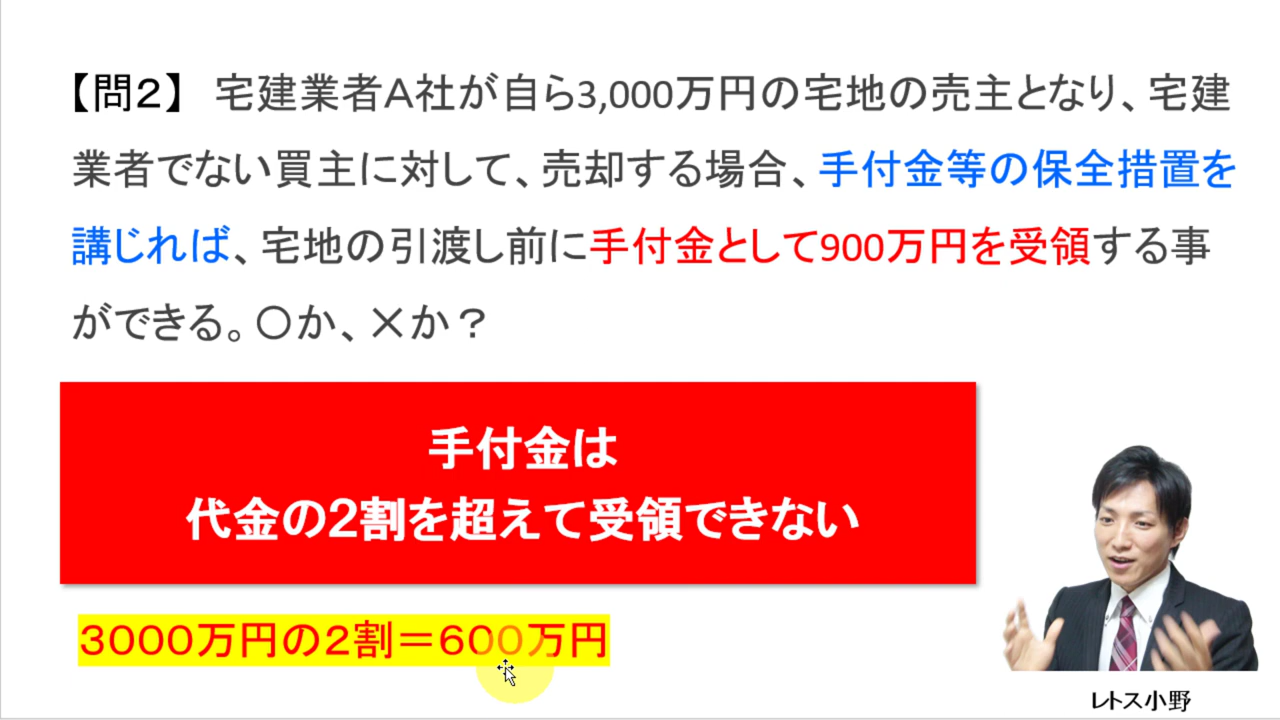 【問２】　宅建業者Ａ社が自ら3,000万円の宅地の売主となり、宅建
業者でない買主に対して、売却する場合、手付金等の保全措置を
講じれば、宅地の引渡し前に手付金として900万円を受領する事
ができる。〇か、×か？
手付金は
代金の２割を超えて受領できない
３０００万円の２割＝６００万円
レトス小野